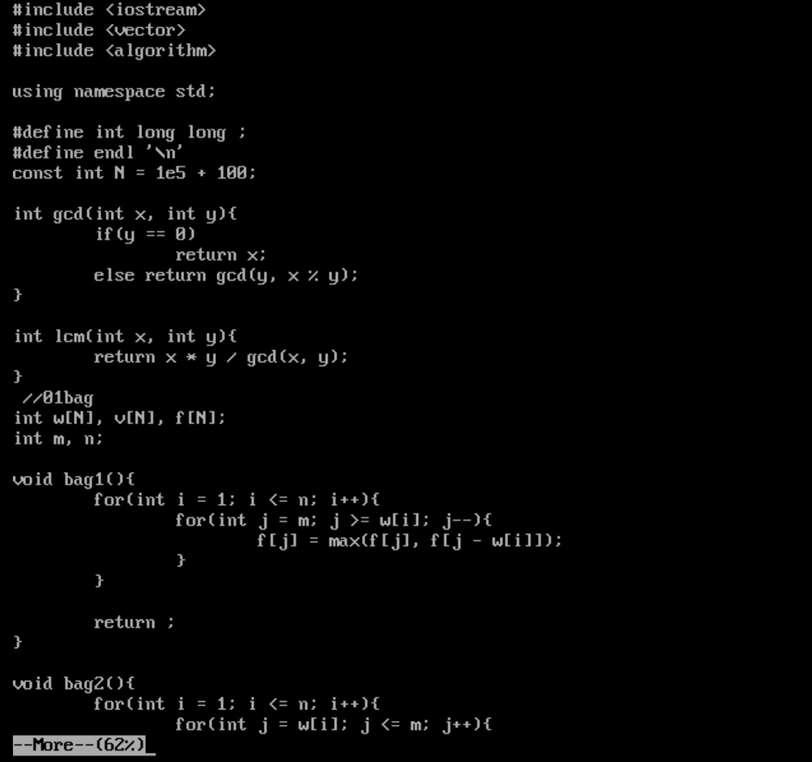 #include <iostream>
#include <vector>
#include <algorithm>

using namespace std;

#define int long long ;
#define endl '\n'
const int N = 1e5 + 100;

int gcd(int x, int y){
        if(y == 0)
                return x;
        else return gcd(y, x % y);
}

int lcm(int x, int y){
        return x * y / gcd(x, y);
}
 //01bag
int w[N], v[N], f[N];
int m, n;

void bag1(){
        for(int i = 1; i <= n; i++){
                for(int j = m; j >= w[i]; j--){
                        f[j] = max(f[j], f[j - w[i]]);
                }
        }

        return ;
}

void bag2(){
        for(int i = 1; i <= n; i++){
                for(int j = w[i]; j <= m; j++){
--More--(62%)